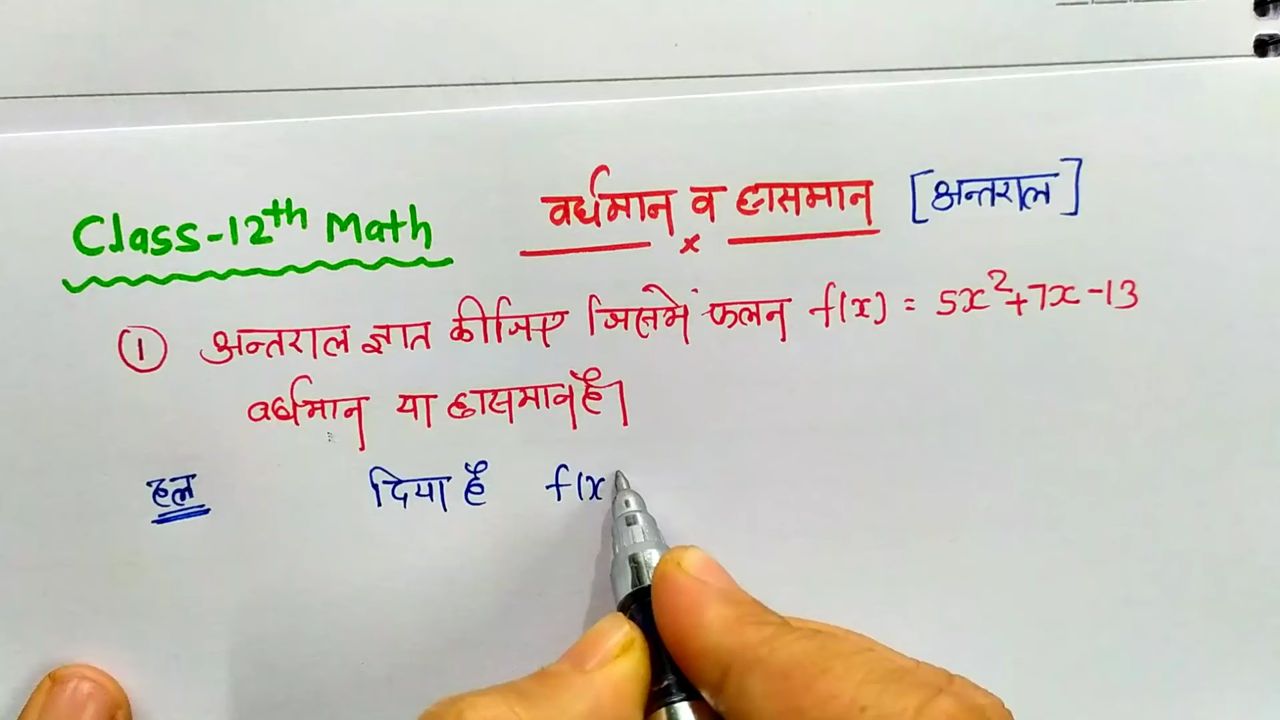 Class-12th Math वर्धमान व ह्रासमान [अन्तराल]
① अन्तराल ज्ञात कीजिए जिसमें फलन f(x) = 5x²+7x-13
वर्धमान या ह्रासमान है।
हल दिया है f(x